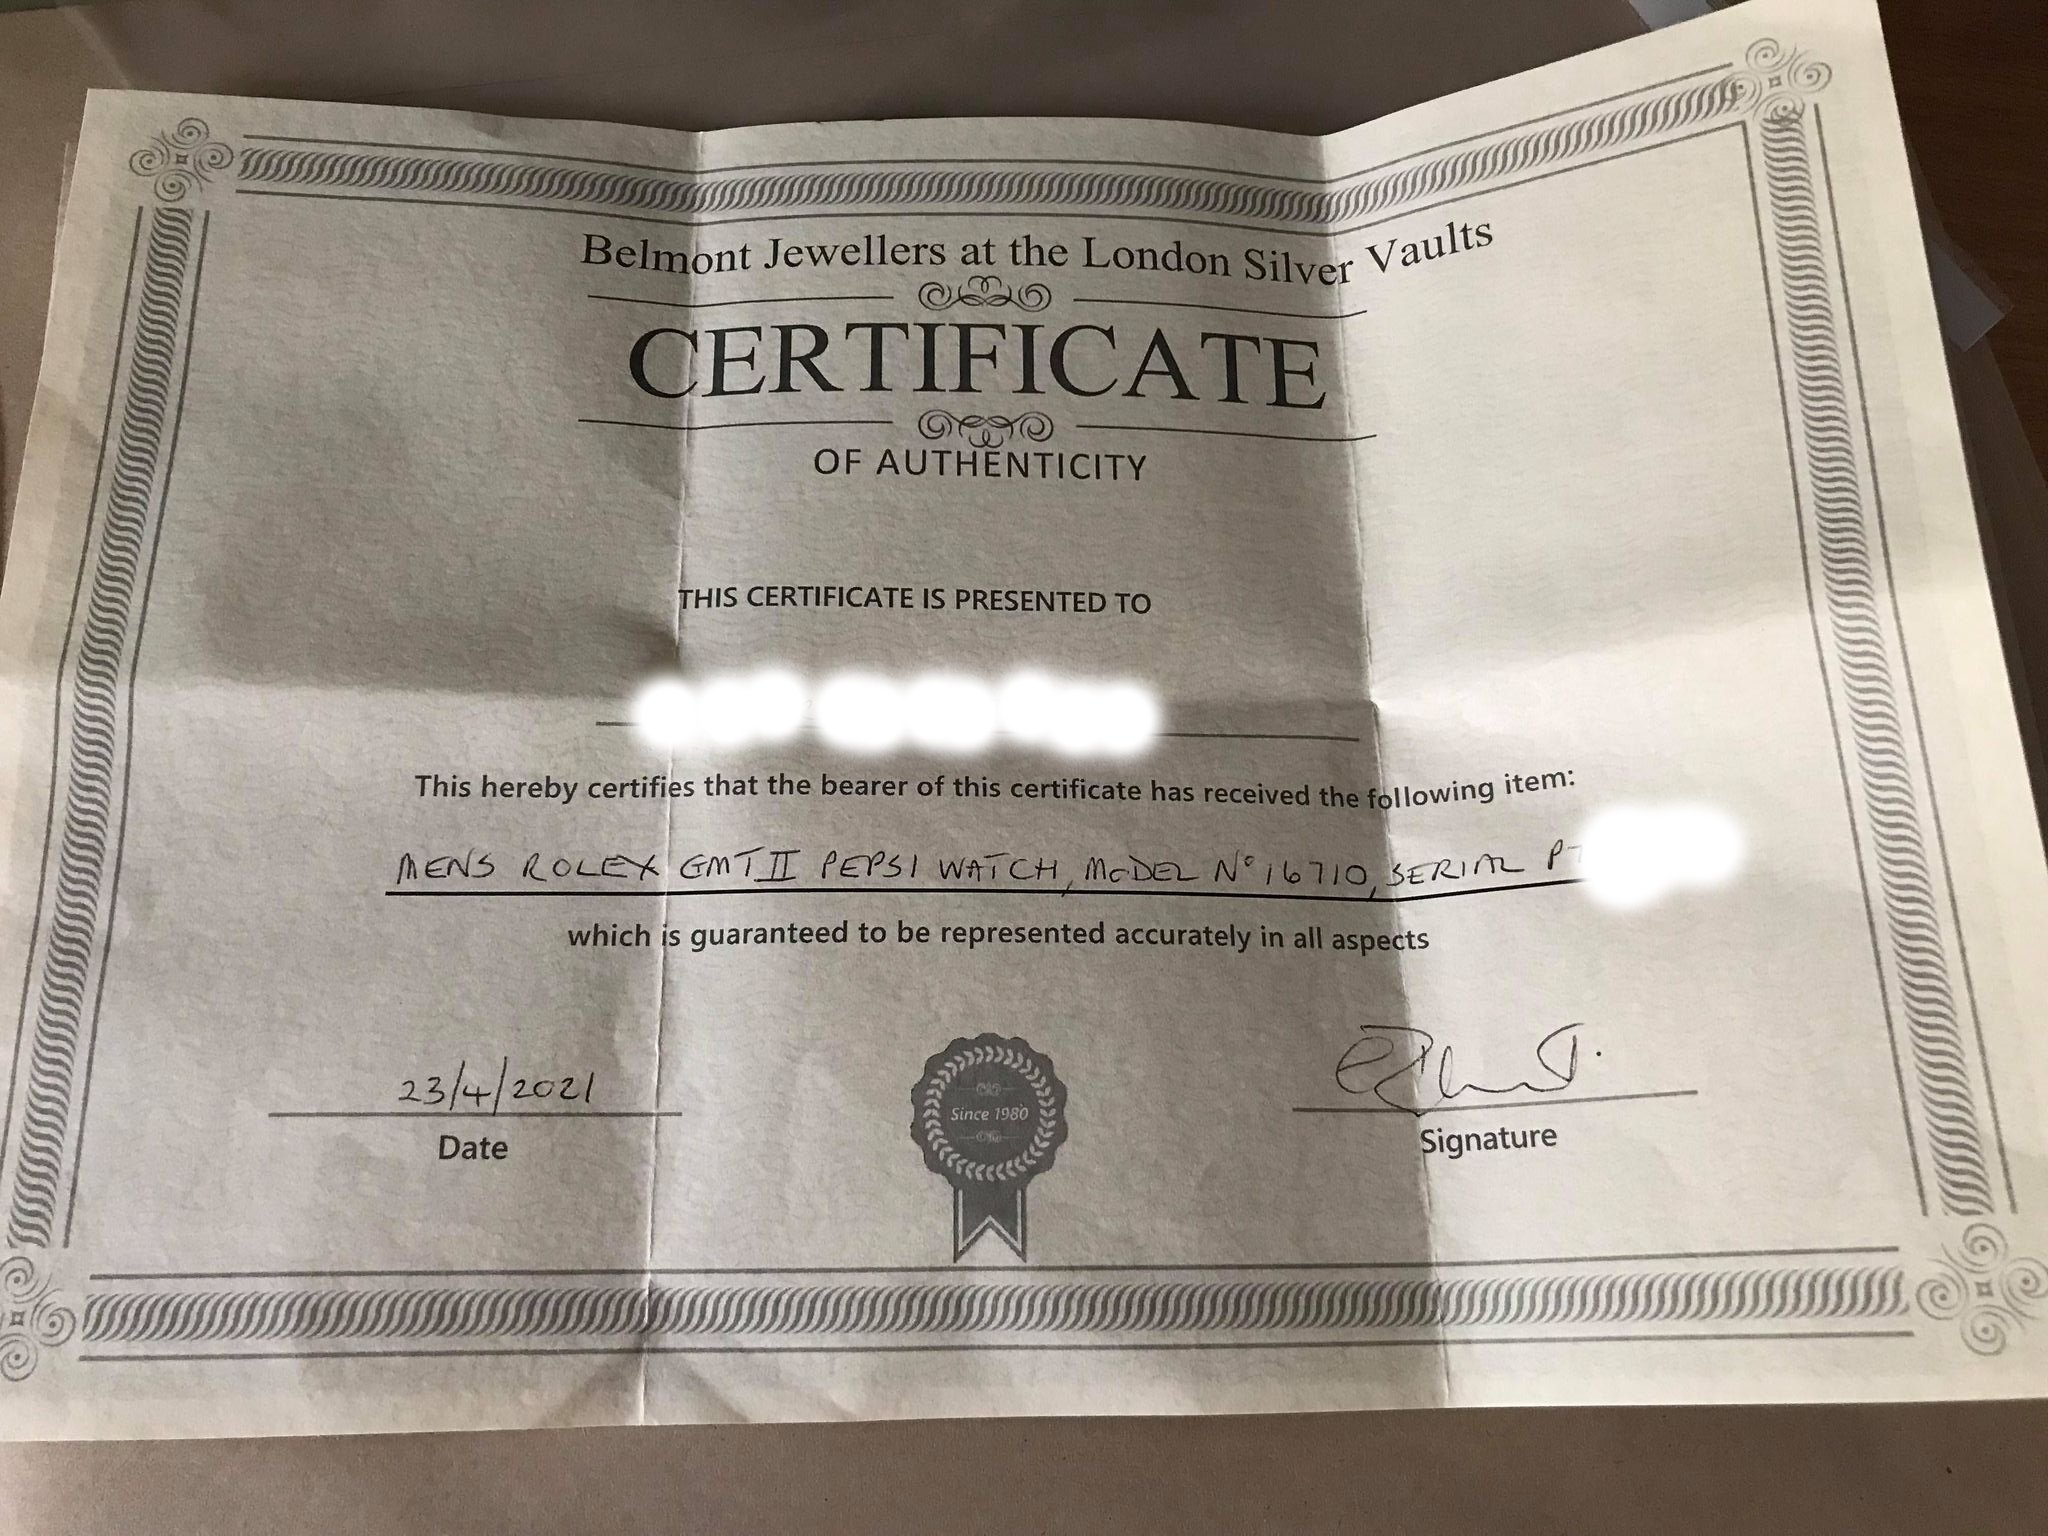 Belmont Jewellers at the London Silver Vaults
CERTIFICATE
OF AUTHENTICITY
THIS CERTIFICATE IS PRESENTED TO
This hereby certifies that the bearer of this certificate has received the following item:
MENS ROLEX GMT II PEPSI WATCH, MODEL Nº 16710, SERIAL
which is guaranteed to be represented accurately in all aspects
23/4/2021
Date
Since 1980
Signature